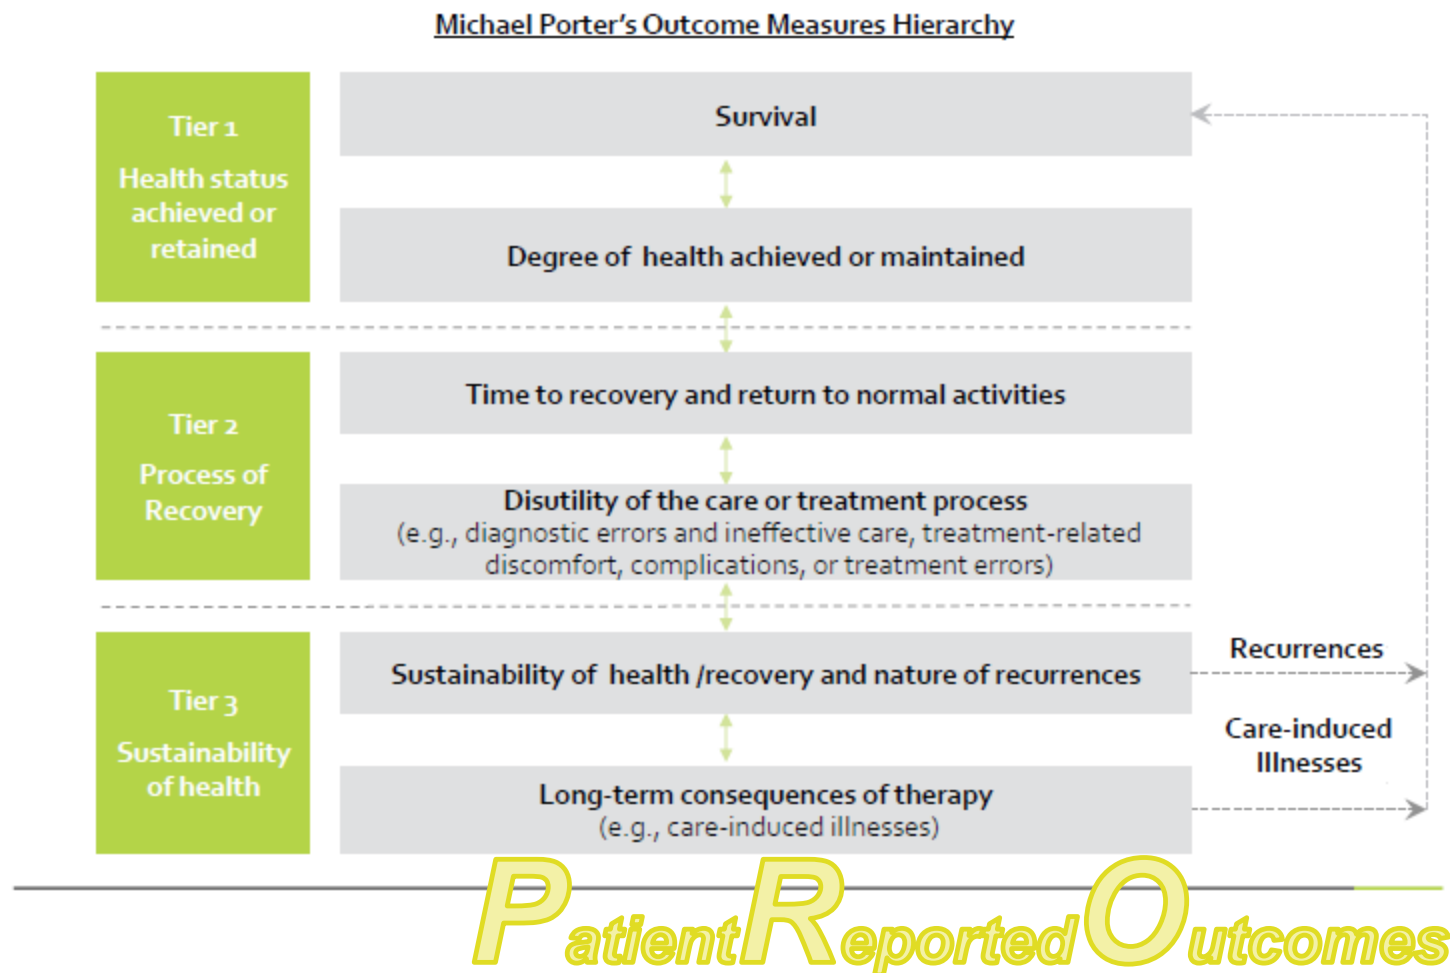 Michael Porter's Outcome Measures Hierarchy
Tier 1
Health status
achieved or
retained
Survival
Degree of health achieved or maintained
Tier 2
Process of
Recovery
Time to recovery and return to normal activities
Disutility of the care or treatment process
(e.g., diagnostic errors and ineffective care, treatment-related
discomfort, complications, or treatment errors)
Tier 3
Sustainability
of health
Sustainability of health /recovery and nature of recurrences
Recurrences
Long-term consequences of therapy
(e.g., care-induced illnesses)
Care-induced
Illnesses
Patient Reported Outcomes